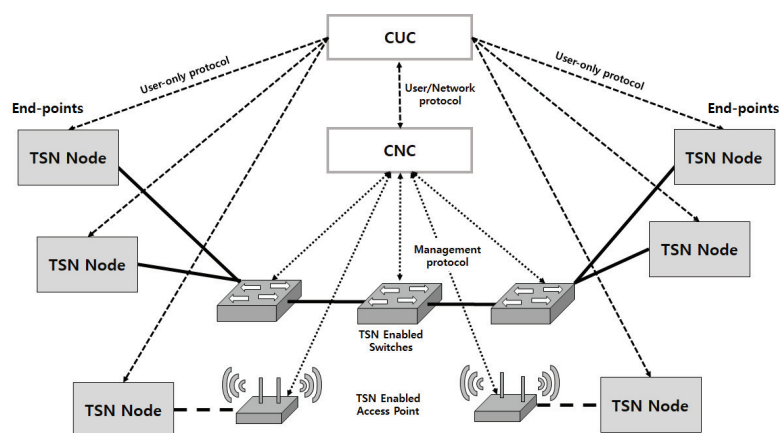 CUC
User-only protocol
User-only protocol
User/Network
protocol
End-points
End-points
TSN Node
CNC
TSN Node
TSN Node
TSN Node
Management
protocol
TSN Enabled
Switches
TSN Node
TSN Enabled
Access Point
TSN Node